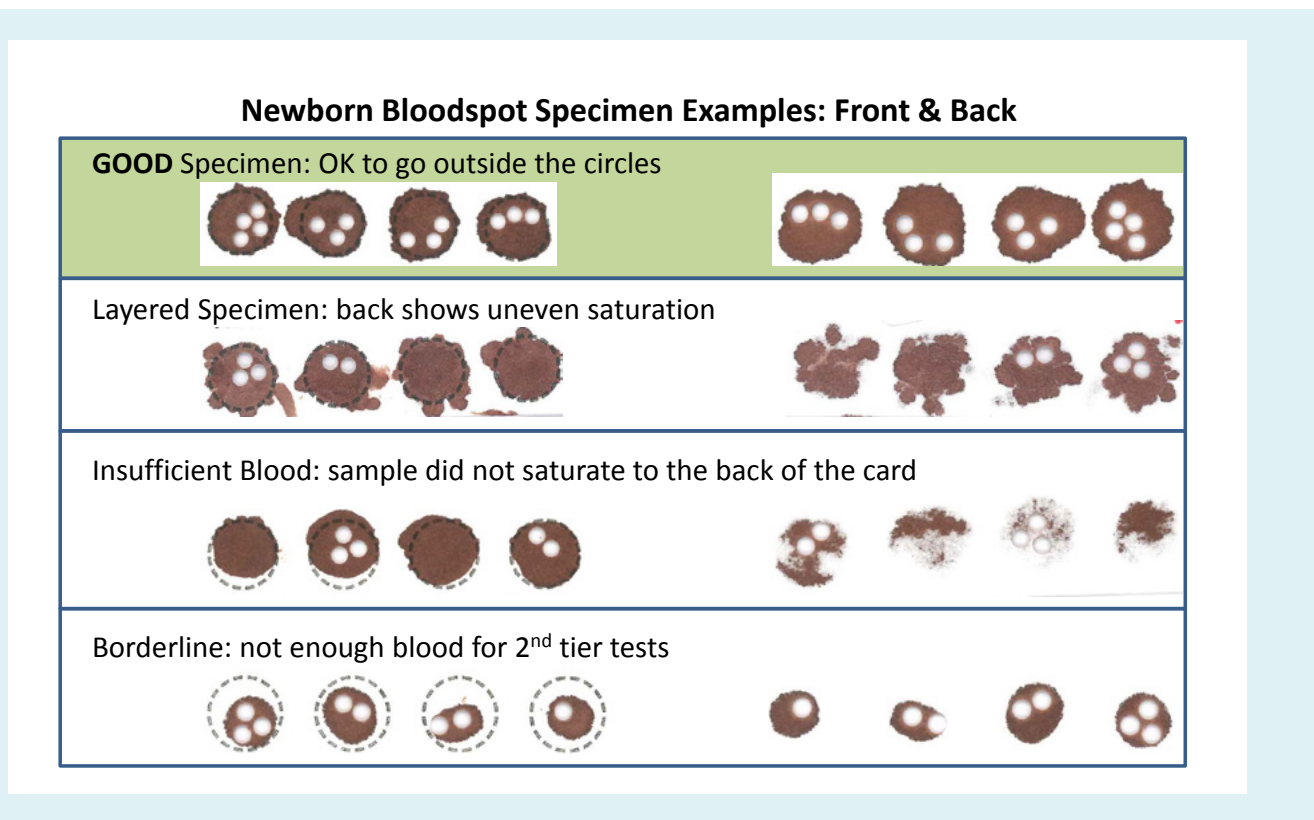 Newborn Bloodspot Specimen Examples: Front & Back
GOOD Specimen: OK to go outside the circles
Layered Specimen: back shows uneven saturation
Insufficient Blood: sample did not saturate to the back of the card
Borderline: not enough blood for 2nd tier tests